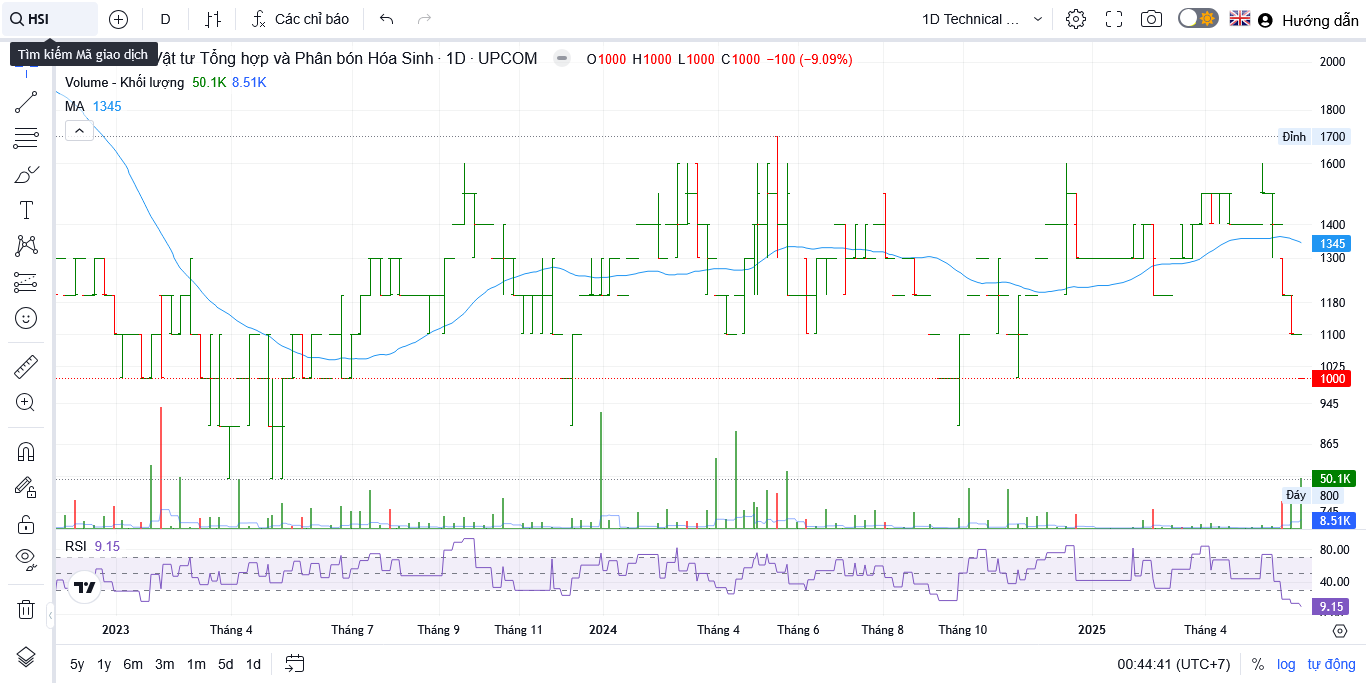 HSI D Các chỉ báo 1D Technical ... Hướng dẫn
Tìm kiếm Mã giao dịch
Vật tư Tổng hợp và Phân bón Hóa Sinh · 1D · UPCOM O1000 H1000 L1000 C1000 −100 (−9.09%)
Volume - Khối lượng 50.1K 8.51K
MA 1345
2000
1800
Đỉnh 1700
1600
1400
1345
1300
1180
1100
1025
1000
945
865
50.1K
Đáy 800
745
8.51K
RSI 9.15
80.00
40.00
9.15
2023 Tháng 4 Tháng 7 Tháng 9 Tháng 11 2024 Tháng 4 Tháng 6 Tháng 8 Tháng 10 2025 Tháng 4
5y 1y 6m 3m 1m 5d 1d 00:44:41 (UTC+7) % log tự động